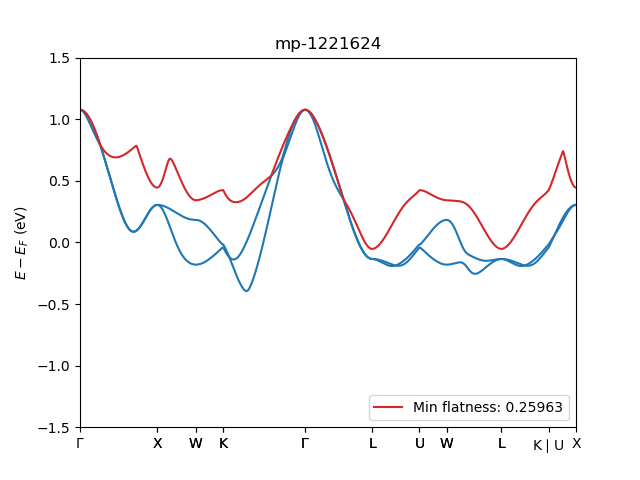 mp-1221624
1.5
1.0
0.5
0.0
−0.5
−1.0
−1.5
E − E_F (eV)
Min flatness: 0.25963
Γ X W K Γ L U W L K | U X